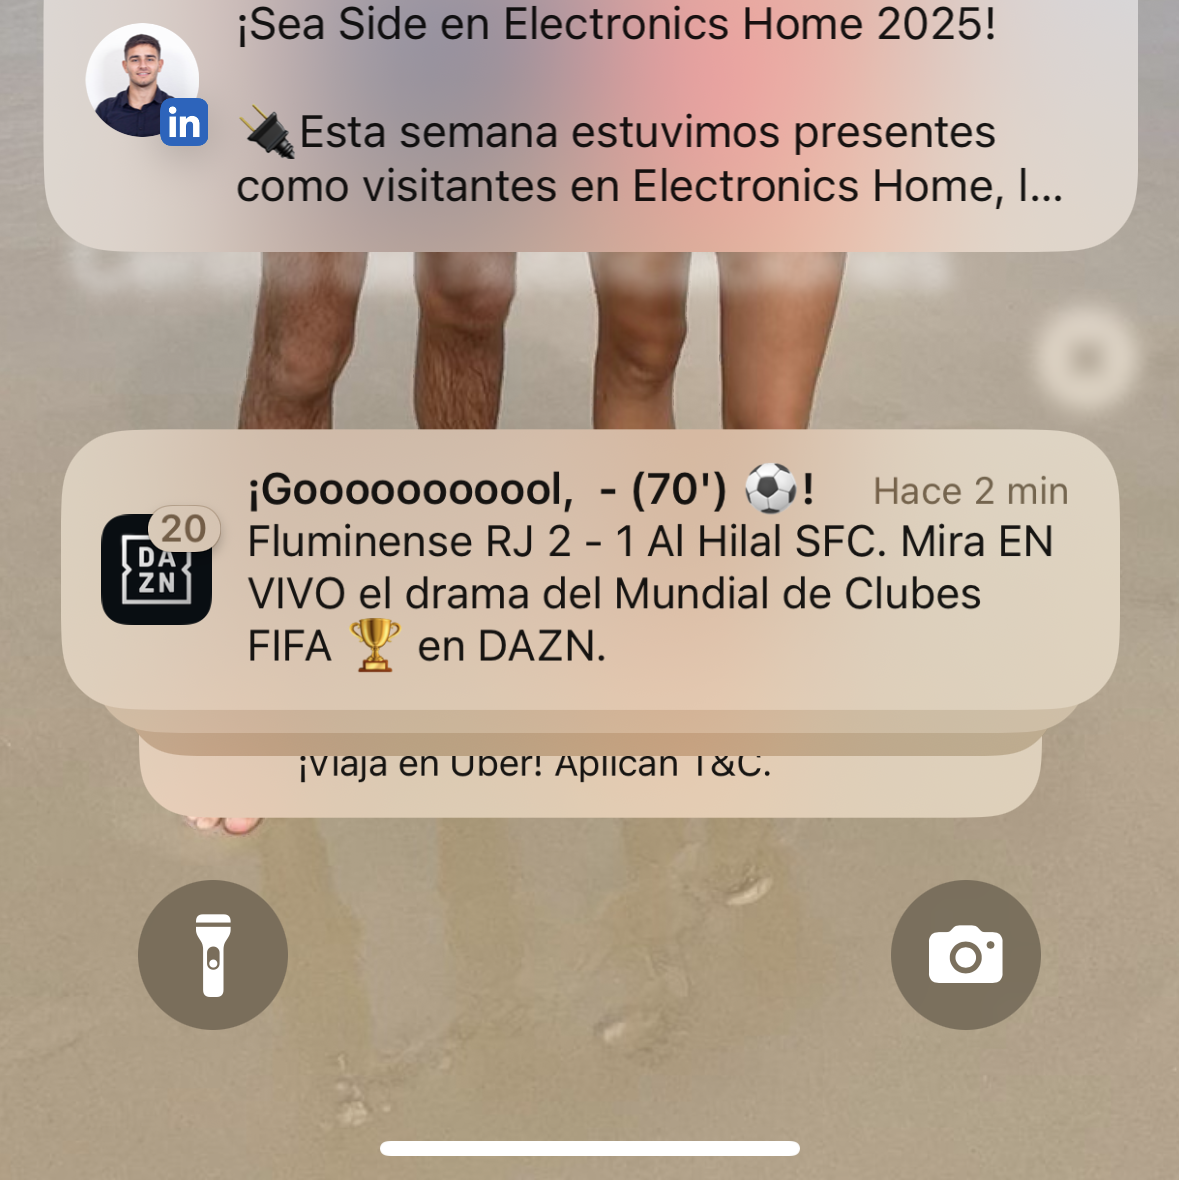 ¡Sea Side en Electronics Home 2025!
in
🔌Esta semana estuvimos presentes
como visitantes en Electronics Home, l...
¡Gooooooooool,  - (70') ⚽! Hace 2 min
20
DA
ZN
Fluminense RJ 2 - 1 Al Hilal SFC. Mira EN
VIVO el drama del Mundial de Clubes
FIFA 🏆 en DAZN.
¡Viaja en Uber! Aplican T&C.